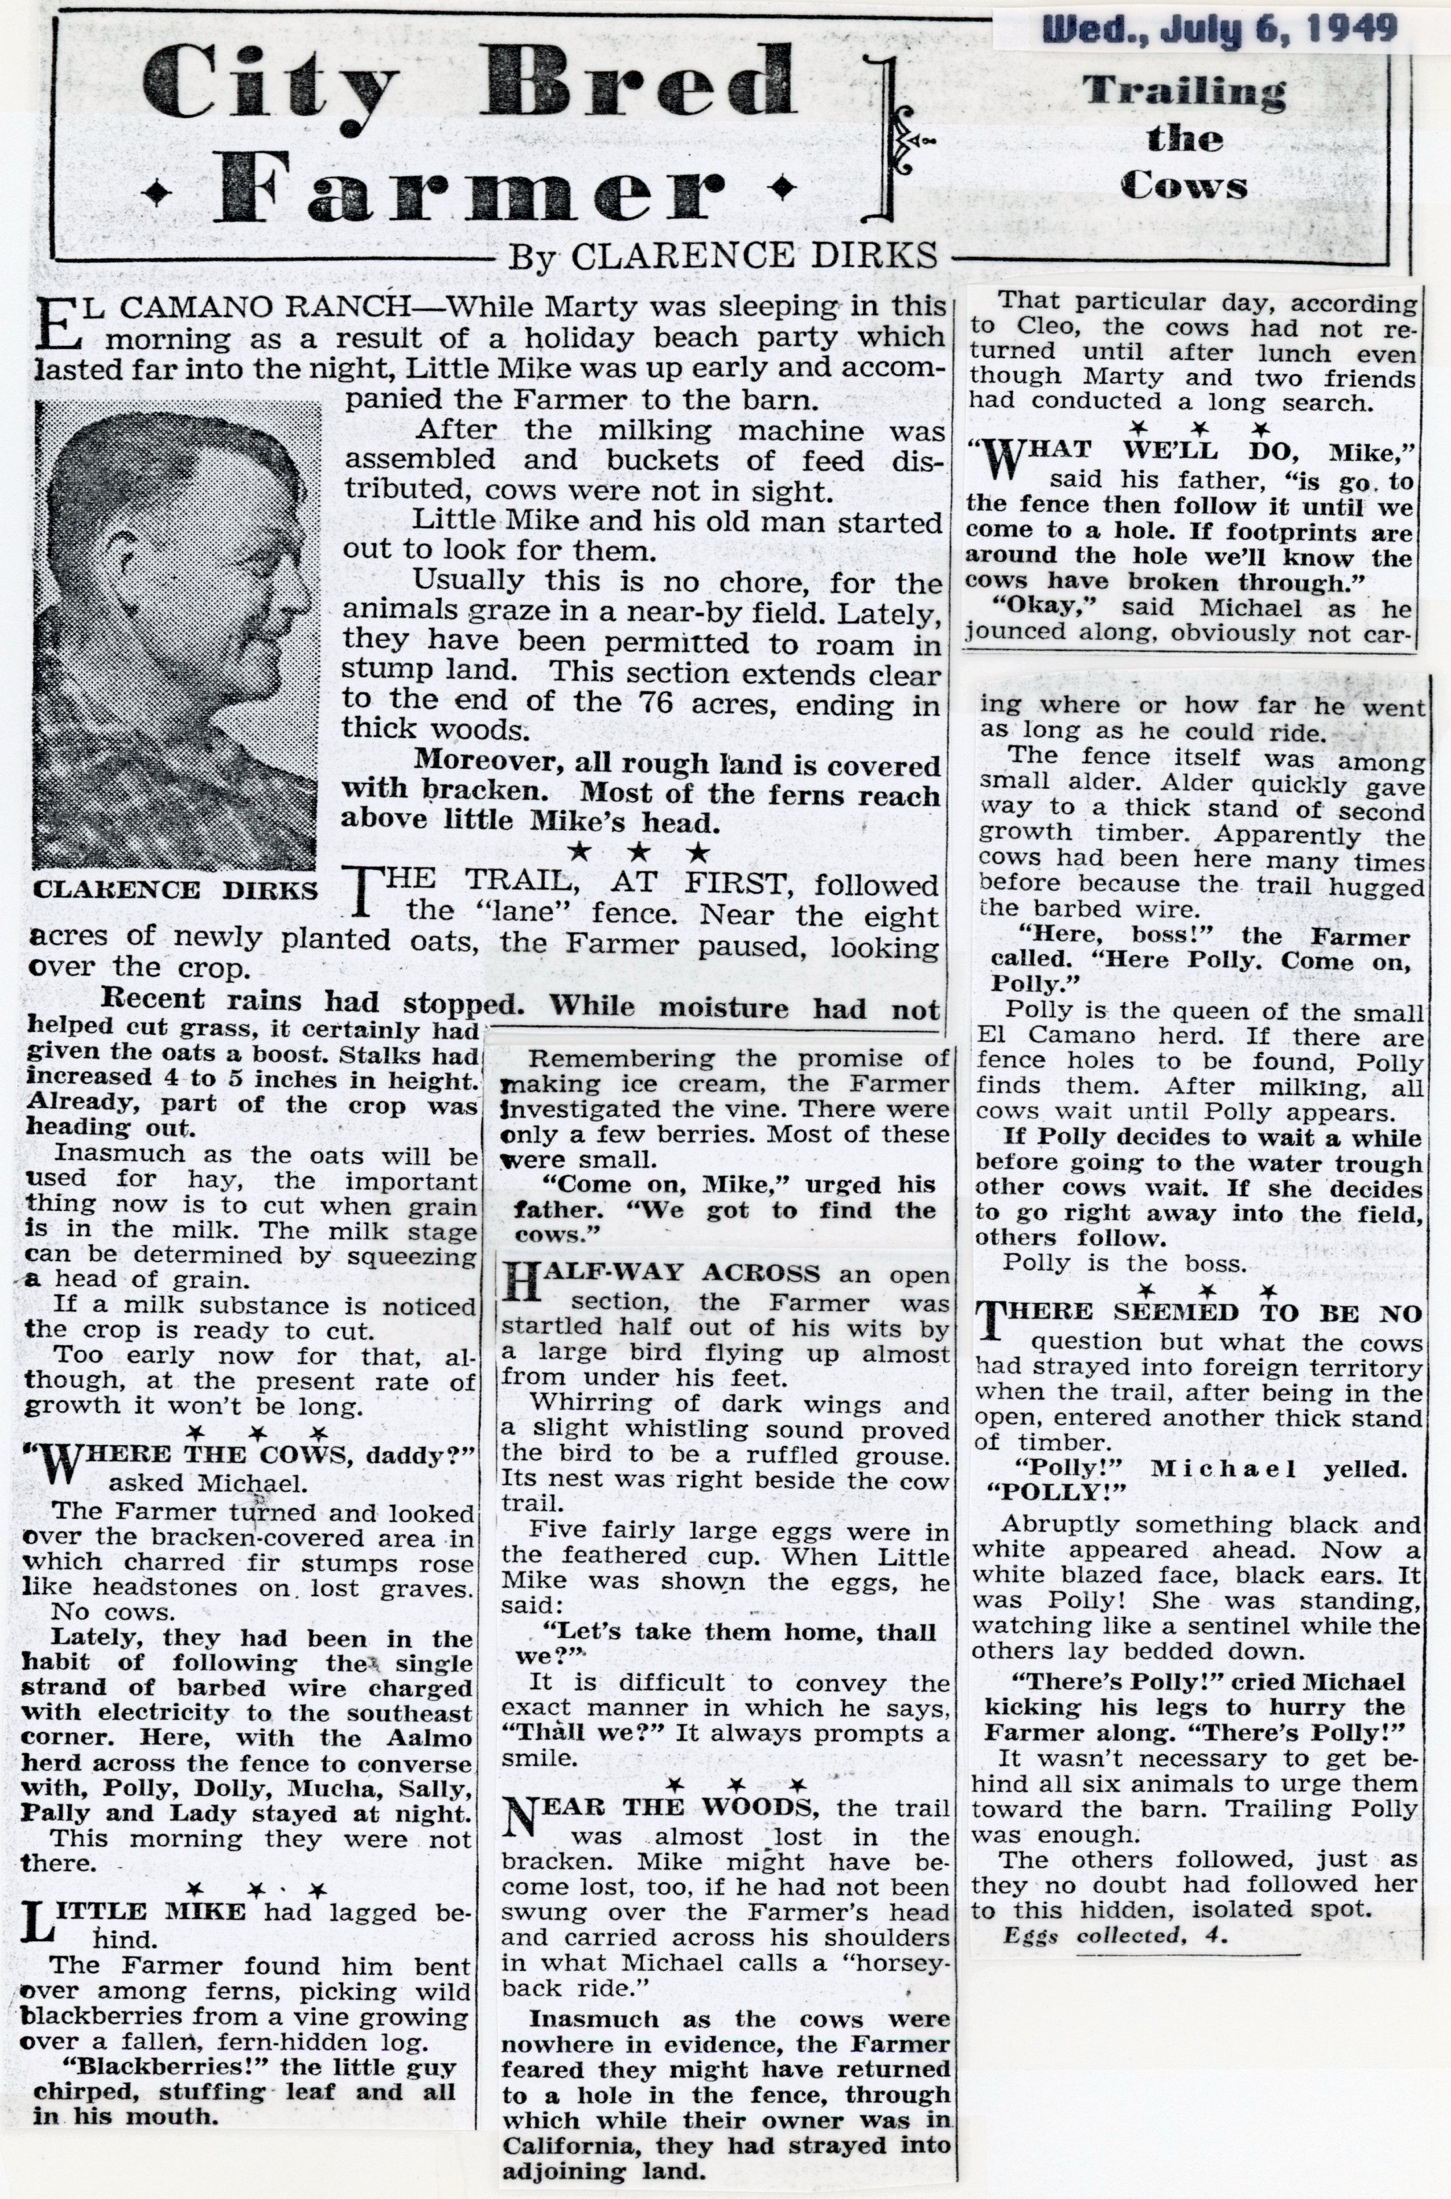 Wed., July 6, 1949
City Bred
Farmer
Trailing
the
Cows
By CLARENCE DIRKS
EL CAMANO RANCH—While Marty was sleeping in this
morning as a result of a holiday beach party which
lasted far into the night, Little Mike was up early and accom-
panied the Farmer to the barn.
After the milking machine was
assembled and buckets of feed dis-
tributed, cows were not in sight.
Little Mike and his old man started
out to look for them.
Usually this is no chore, for the
animals graze in a near-by field. Lately,
they have been permitted to roam in
stump land. This section extends clear
to the end of the 76 acres, ending in
thick woods.
Moreover, all rough land is covered
with bracken. Most of the ferns reach
above little Mike's head.
CLARENCE DIRKS
THE TRAIL, AT FIRST, followed
the "lane" fence. Near the eight
acres of newly planted oats, the Farmer paused, looking
over the crop.
Recent rains had stopped. While moisture had not
helped cut grass, it certainly had
given the oats a boost. Stalks had
increased 4 to 5 inches in height.
Already, part of the crop was
heading out.
Inasmuch as the oats will be
used for hay, the important
thing now is to cut when grain
is in the milk. The milk stage
can be determined by squeezing
a head of grain.
If a milk substance is noticed
the crop is ready to cut.
Too early now for that, al-
though, at the present rate of
growth it won't be long.
"WHERE THE COWS, daddy?"
asked Michael.
The Farmer turned and looked
over the bracken-covered area in
which charred fir stumps rose
like headstones on lost graves.
No cows.
Lately, they had been in the
habit of following the single
strand of barbed wire charged
with electricity to the southeast
corner. Here, with the Aalmo
herd across the fence to converse
with, Polly, Dolly, Mucha, Sally,
Pally and Lady stayed at night.
This morning they were not
there.
LITTLE MIKE had lagged be-
hind.
The Farmer found him bent
over among ferns, picking wild
blackberries from a vine growing
over a fallen, fern-hidden log.
"Blackberries!" the little guy
chirped, stuffing leaf and all
in his mouth.
Remembering the promise of
making ice cream, the Farmer
investigated the vine. There were
only a few berries. Most of these
were small.
"Come on, Mike," urged his
father. "We got to find the
cows."
HALF-WAY ACROSS an open
section, the Farmer was
startled half out of his wits by
a large bird flying up almost
from under his feet.
Whirring of dark wings and
a slight whistling sound proved
the bird to be a ruffled grouse.
Its nest was right beside the cow
trail.
Five fairly large eggs were in
the feathered cup. When Little
Mike was shown the eggs, he
said:
"Let's take them home, thall
we?"
It is difficult to convey the
exact manner in which he says,
"Thall we?" It always prompts a
smile.
NEAR THE WOODS, the trail
was almost lost in the
bracken. Mike might have be-
come lost, too, if he had not been
swung over the Farmer's head
and carried across his shoulders
in what Michael calls a "horsey-
back ride."
Inasmuch as the cows were
nowhere in evidence, the Farmer
feared they might have returned
to a hole in the fence, through
which while their owner was in
California, they had strayed into
adjoining land.
That particular day, according
to Cleo, the cows had not re-
turned until after lunch even
though Marty and two friends
had conducted a long search.
"WHAT WE'LL DO, Mike,"
said his father, "is go to
the fence then follow it until we
come to a hole. If footprints are
around the hole we'll know the
cows have broken through."
"Okay," said Michael as he
jounced along, obviously not car-
ing where or how far he went
as long as he could ride.
The fence itself was among
small alder. Alder quickly gave
way to a thick stand of second
growth timber. Apparently the
cows had been here many times
before because the trail hugged
the barbed wire.
"Here, boss!" the Farmer
called. "Here Polly. Come on,
Polly."
Polly is the queen of the small
El Camano herd. If there are
fence holes to be found, Polly
finds them. After milking, all
cows wait until Polly appears.
If Polly decides to wait a while
before going to the water trough
other cows wait. If she decides
to go right away into the field,
others follow.
Polly is the boss.
THERE SEEMED TO BE NO
question but what the cows
had strayed into foreign territory
when the trail, after being in the
open, entered another thick stand
of timber.
"Polly!" Michael yelled.
"POLLY!"
Abruptly something black and
white appeared ahead. Now a
white blazed face, black ears. It
was Polly! She was standing,
watching like a sentinel while the
others lay bedded down.
"There's Polly!" cried Michael
kicking his legs to hurry the
Farmer along. "There's Polly!"
It wasn't necessary to get be-
hind all six animals to urge them
toward the barn. Trailing Polly
was enough.
The others followed, just as
they no doubt had followed her
to this hidden, isolated spot.
Eggs collected, 4.